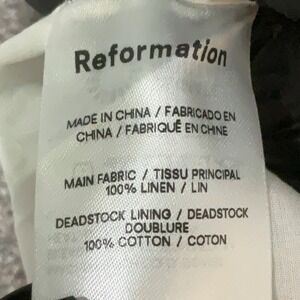 Reformation
MADE IN CHINA / FABRICADO EN
CHINA / FABRIQUÉ EN CHINE
MAIN FABRIC / TISSU PRINCIPAL
100% LINEN / LIN
DEADSTOCK LINING / DEADSTOCK
DOUBLURE
100% COTTON / COTON